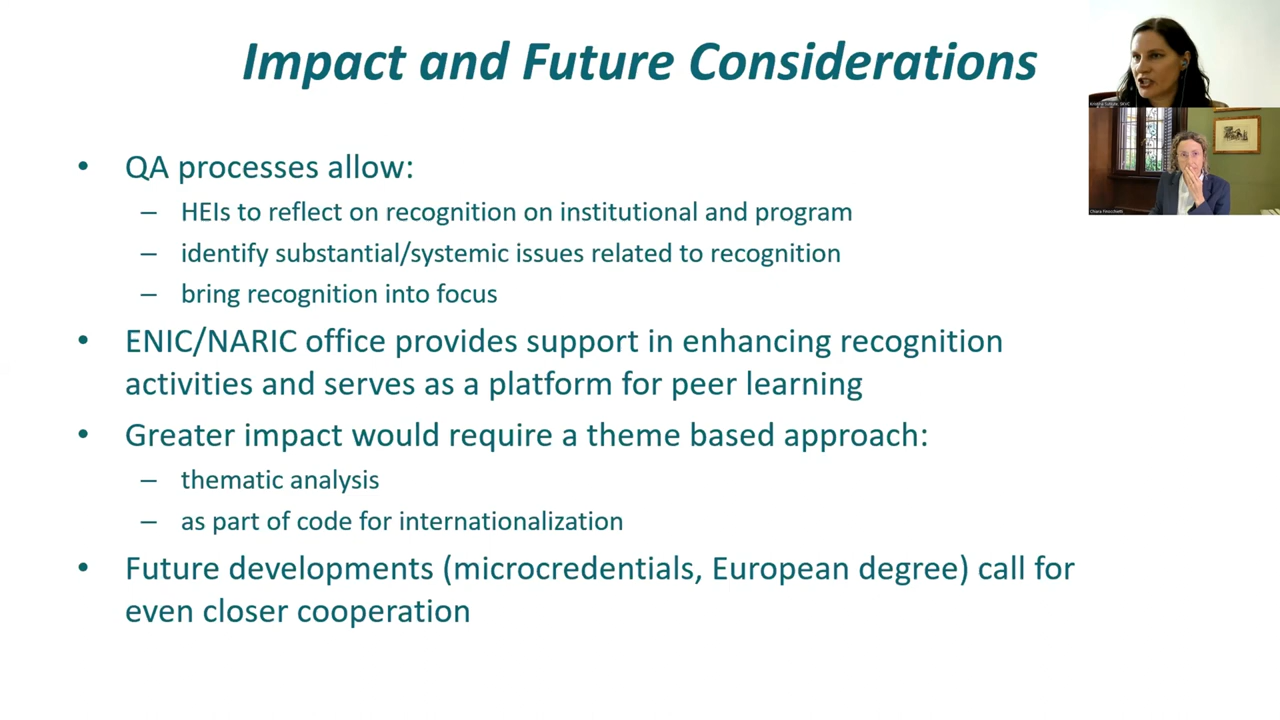 Impact and Future Considerations
• QA processes allow:
– HEIs to reflect on recognition on institutional and program
– identify substantial/systemic issues related to recognition
– bring recognition into focus
• ENIC/NARIC office provides support in enhancing recognition
activities and serves as a platform for peer learning
• Greater impact would require a theme based approach:
– thematic analysis
– as part of code for internationalization
• Future developments (microcredentials, European degree) call for
even closer cooperation
Chiara Finocchietti